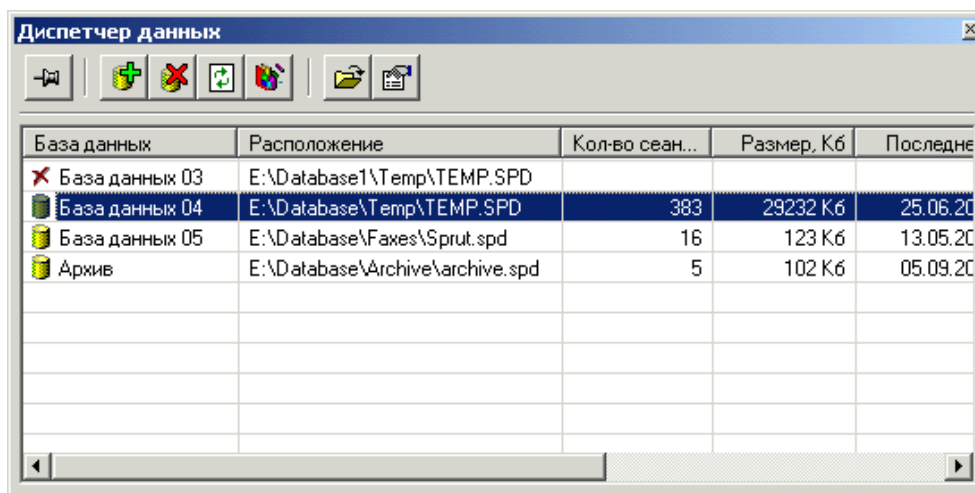 Диспетчер данных
База данных Расположение Кол-во сеан... Размер, Кб Последне
База данных 03 E:\Database1\Temp\TEMP.SPD
База данных 04 E:\Database\Temp\TEMP.SPD 383 29232 Кб 25.06.20
База данных 05 E:\Database\Faxes\Sprut.spd 16 123 Кб 13.05.20
Архив E:\Database\Archive\archive.spd 5 102 Кб 05.09.20